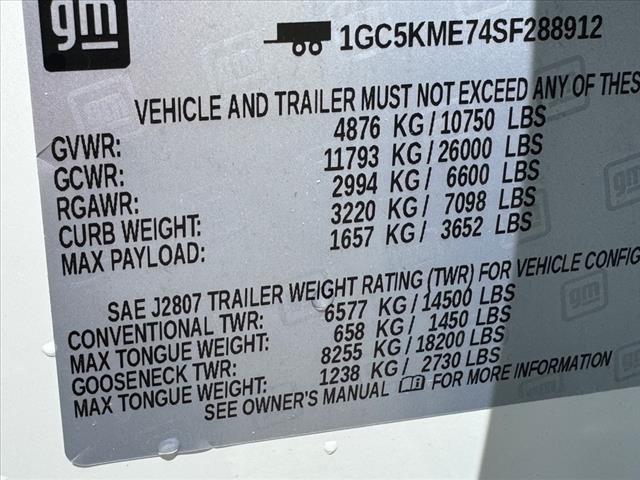 gm
1GC5KME74SF288912
VEHICLE AND TRAILER MUST NOT EXCEED ANY OF THES
GVWR: 4876 KG/10750 LBS
GCWR: 11793 KG/26000 LBS
RGAWR: 2994 KG/ 6600 LBS
CURB WEIGHT: 3220 KG/ 7098 LBS
MAX PAYLOAD: 1657 KG/ 3652 LBS
SAE J2807 TRAILER WEIGHT RATING (TWR) FOR VEHICLE CONFIG
CONVENTIONAL TWR: 6577 KG/14500 LBS
MAX TONGUE WEIGHT: 658 KG/ 1450 LBS
GOOSENECK TWR: 8255 KG/18200 LBS
MAX TONGUE WEIGHT: 1238 KG/ 2730 LBS
SEE OWNER'S MANUAL FOR MORE INFORMATION